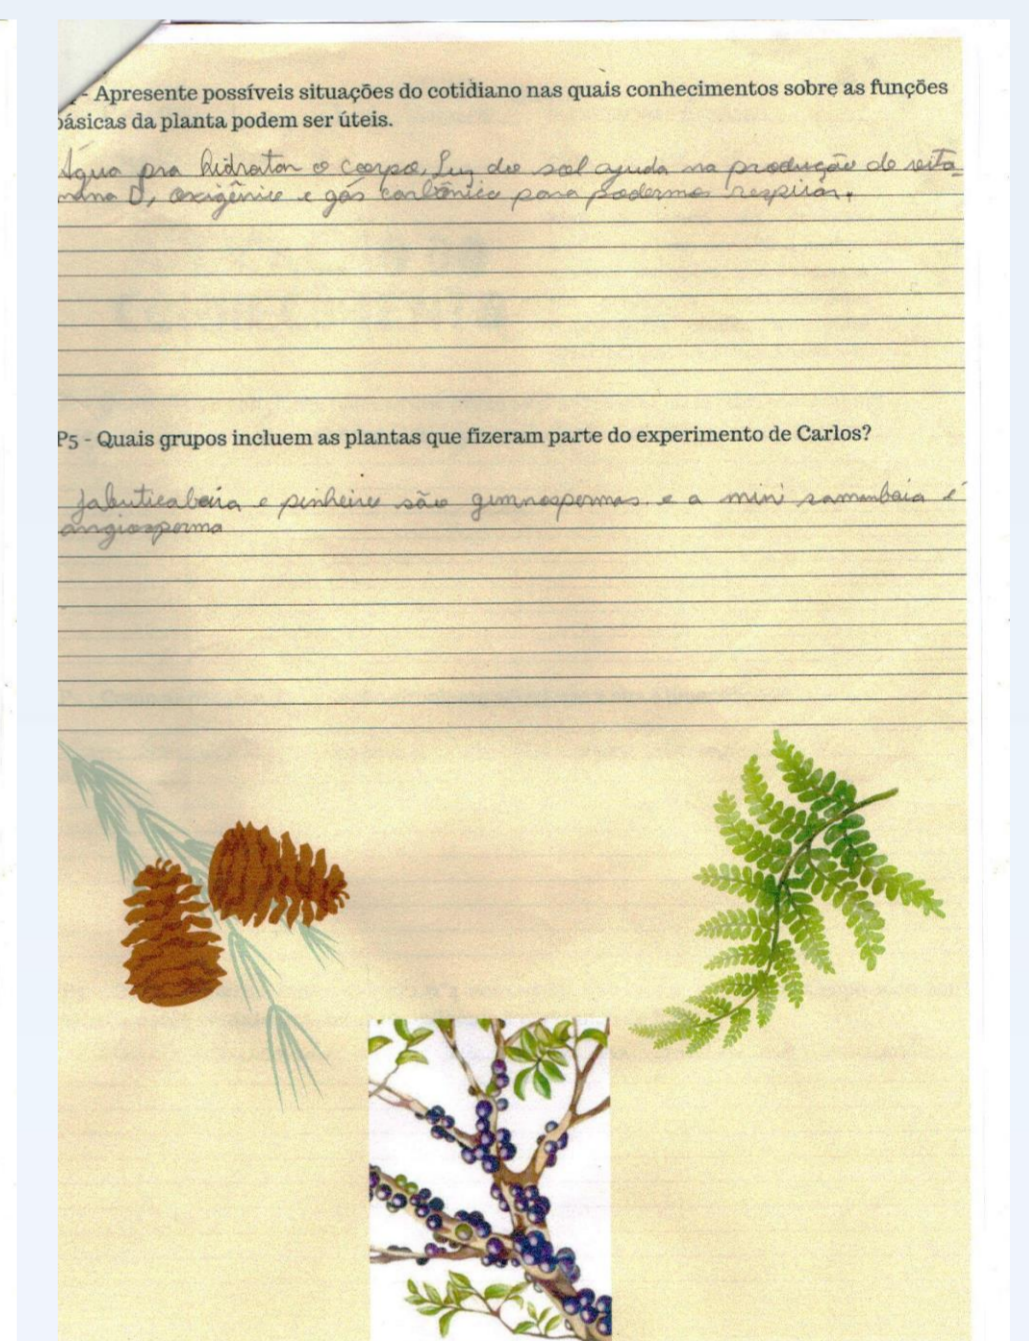 - Apresente possíveis situações do cotidiano nas quais conhecimentos sobre as funções
básicas da planta podem ser úteis.
Água pra hidratar o corpo, Luz do sol ajuda na produção de vita-
mina D, oxigênio e gás carbônico para podermos respirar.
P5 - Quais grupos incluem as plantas que fizeram parte do experimento de Carlos?
Jabuticabeia e pinheiro são gimnospermas. e a mini samambaia é
angiosperma